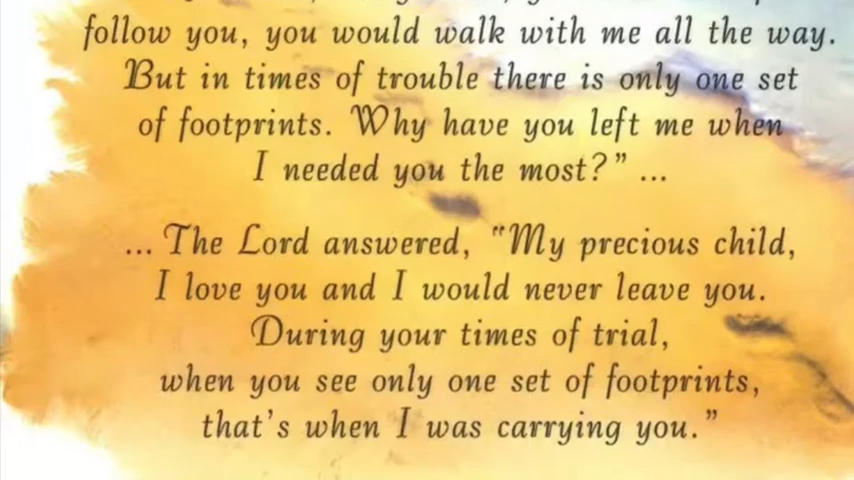 follow you, you would walk with me all the way.
But in times of trouble there is only one set
of footprints. Why have you left me when
I needed you the most?” ...
... The Lord answered, “My precious child,
I love you and I would never leave you.
During your times of trial,
when you see only one set of footprints,
that’s when I was carrying you.”